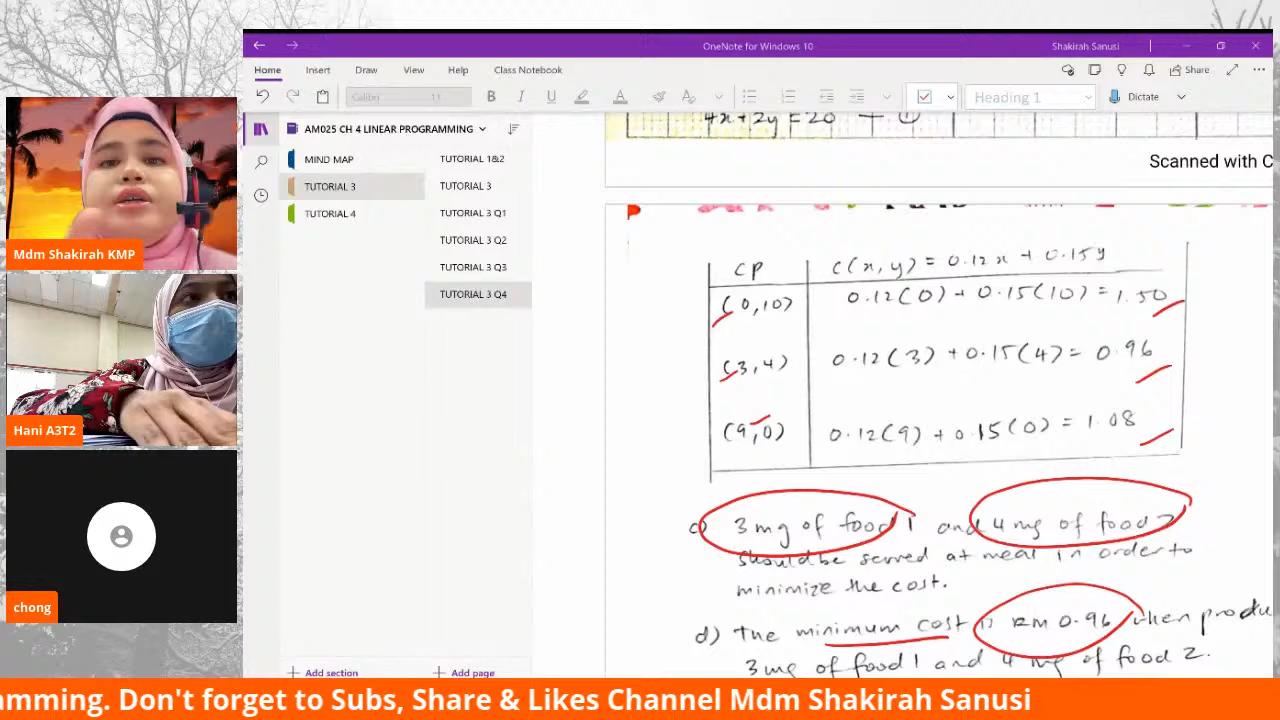 OneNote for Windows 10
Shakirah Sanusi
Home Insert Draw View Help Class Notebook
Share
Calibri 11
B I U A
Heading 1
Dictate
AM025 CH 4 LINEAR PROGRAMMING
MIND MAP
TUTORIAL 3
TUTORIAL 4
TUTORIAL 1&2
TUTORIAL 3
TUTORIAL 3 Q1
TUTORIAL 3 Q2
TUTORIAL 3 Q3
TUTORIAL 3 Q4
Add section
Add page
4x+2y=20 — ①
Scanned with C
CP C(x,y) = 0.12x + 0.15y
(0,10) 0.12(0) + 0.15(10) = 1.50
(3,4) 0.12(3) + 0.15(4) = 0.96
(9,0) 0.12(9) + 0.15(0) = 1.08
c) 3mg of food 1 and 4 mg of food 2
should be served at meal in order to
minimize the cost.
d) the minimum cost is RM 0.96 when produ
3mg of food 1 and 4 mg of food 2.
Mdm Shakirah KMP
Hani A3T2
chong
amming. Don't forget to Subs, Share & Likes Channel Mdm Shakirah Sanusi